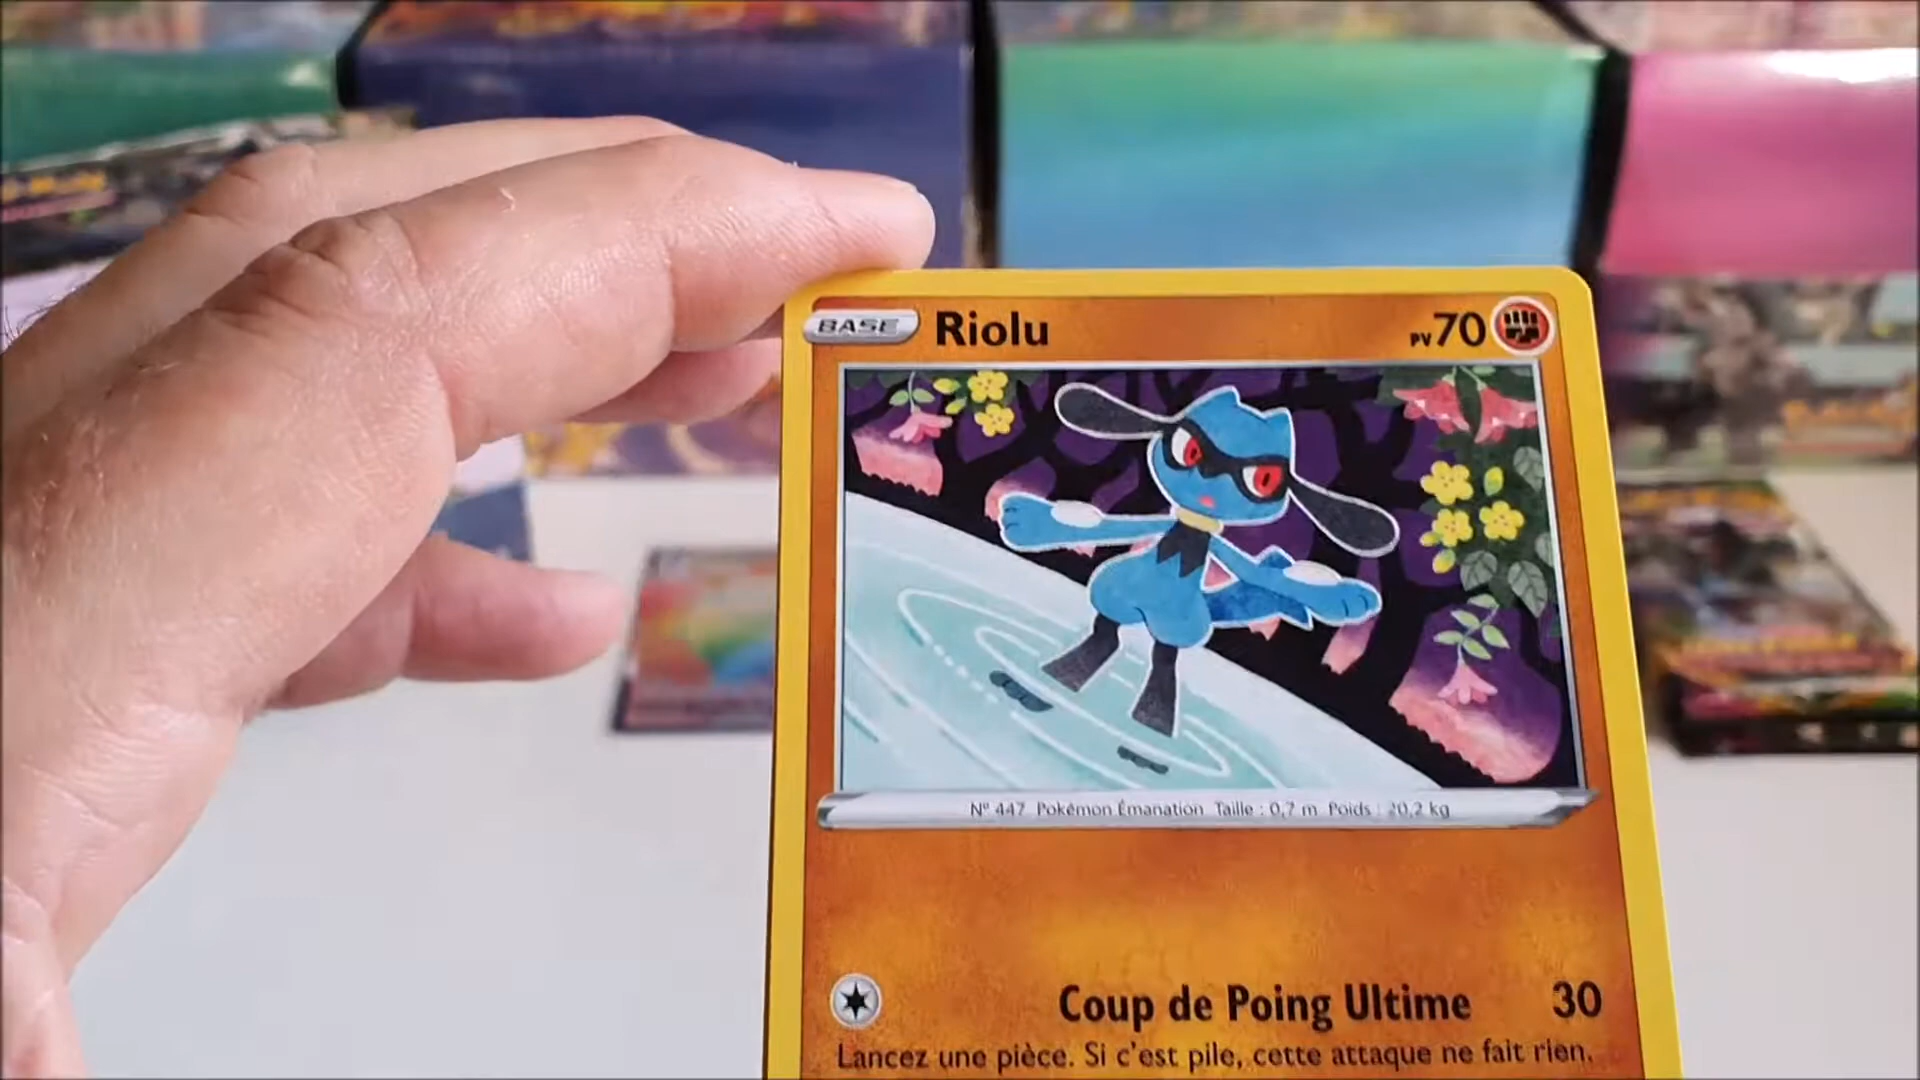 BASE Riolu PV70
Nº 447 Pokémon Émanation Taille : 0,7 m Poids : 20,2 kg
Coup de Poing Ultime 30
Lancez une pièce. Si c'est pile, cette attaque ne fait rien.